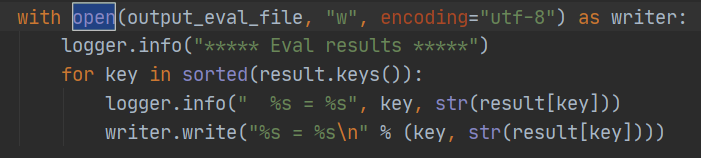 with open(output_eval_file, "w", encoding="utf-8") as writer:
    logger.info("***** Eval results *****")
    for key in sorted(result.keys()):
        logger.info("  %s = %s", key, str(result[key]))
        writer.write("%s = %s\n" % (key, str(result[key])))